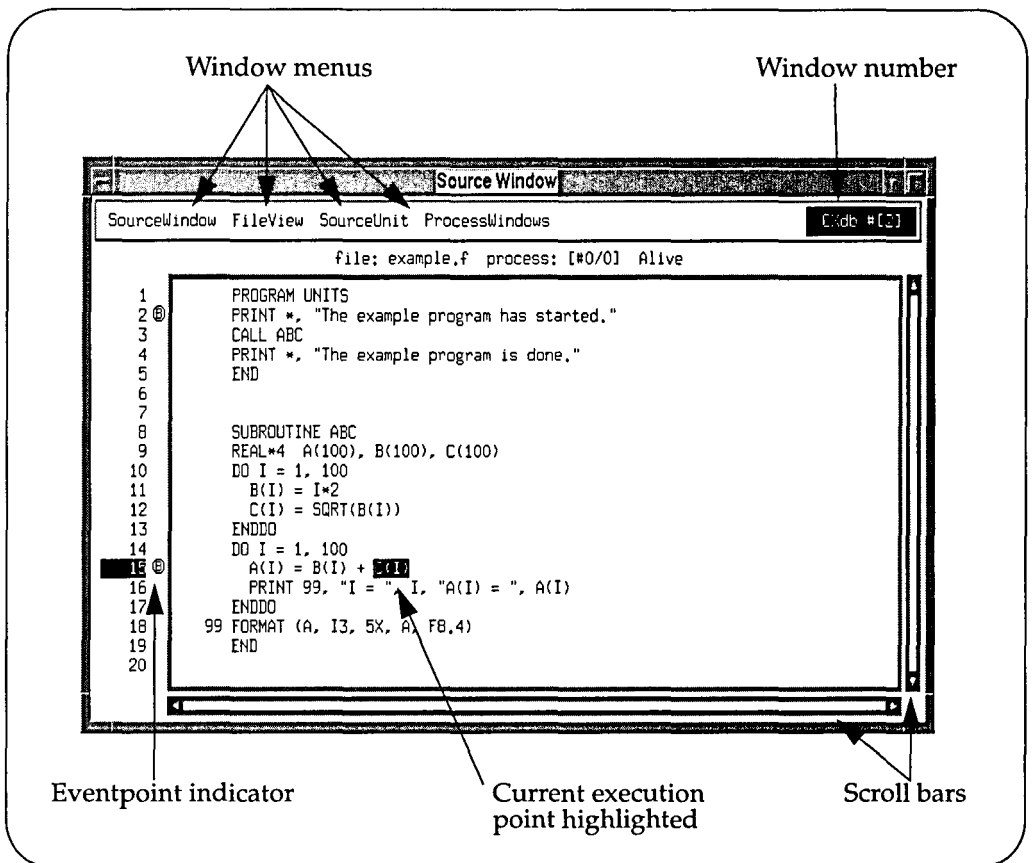 Window menus
Window number
Source Window
SourceWindow FileView SourceUnit ProcessWindows
CXdb #[2]
file: example.f process: [#0/0] Alive
1 PROGRAM UNITS
2 Ⓑ PRINT *, "The example program has started."
3 CALL ABC
4 PRINT *, "The example program is done."
5 END
6
7
8 SUBROUTINE ABC
9 REAL*4 A(100), B(100), C(100)
10 DO I = 1, 100
11 B(I) = I*2
12 C(I) = SQRT(B(I))
13 ENDDO
14 DO I = 1, 100
15 Ⓑ A(I) = B(I) + C(I)
16 PRINT 99, "I = ", I, "A(I) = ", A(I)
17 ENDDO
18 99 FORMAT (A, I3, 5X, A, F8.4)
19 END
20
Eventpoint indicator
Current execution
point highlighted
Scroll bars